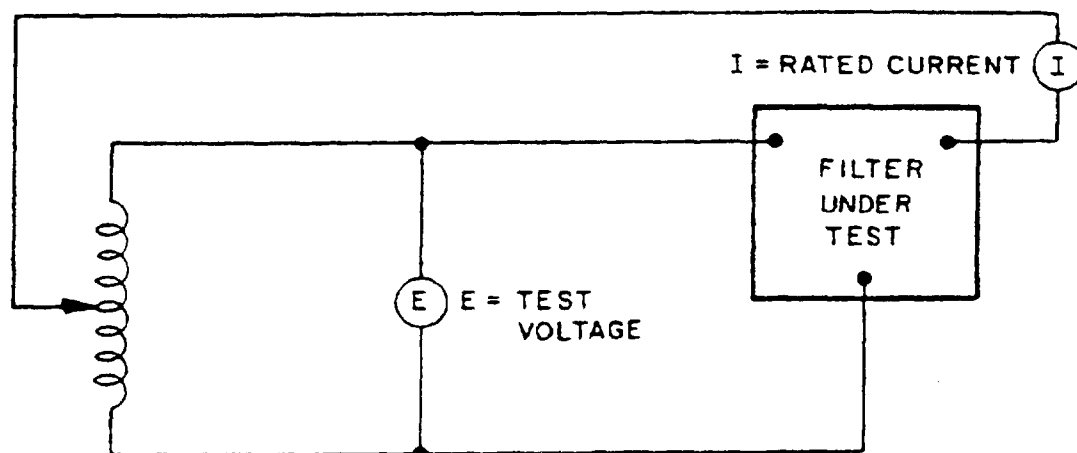 I = RATED CURRENT
I
FILTER
UNDER
TEST
E
E = TEST
VOLTAGE